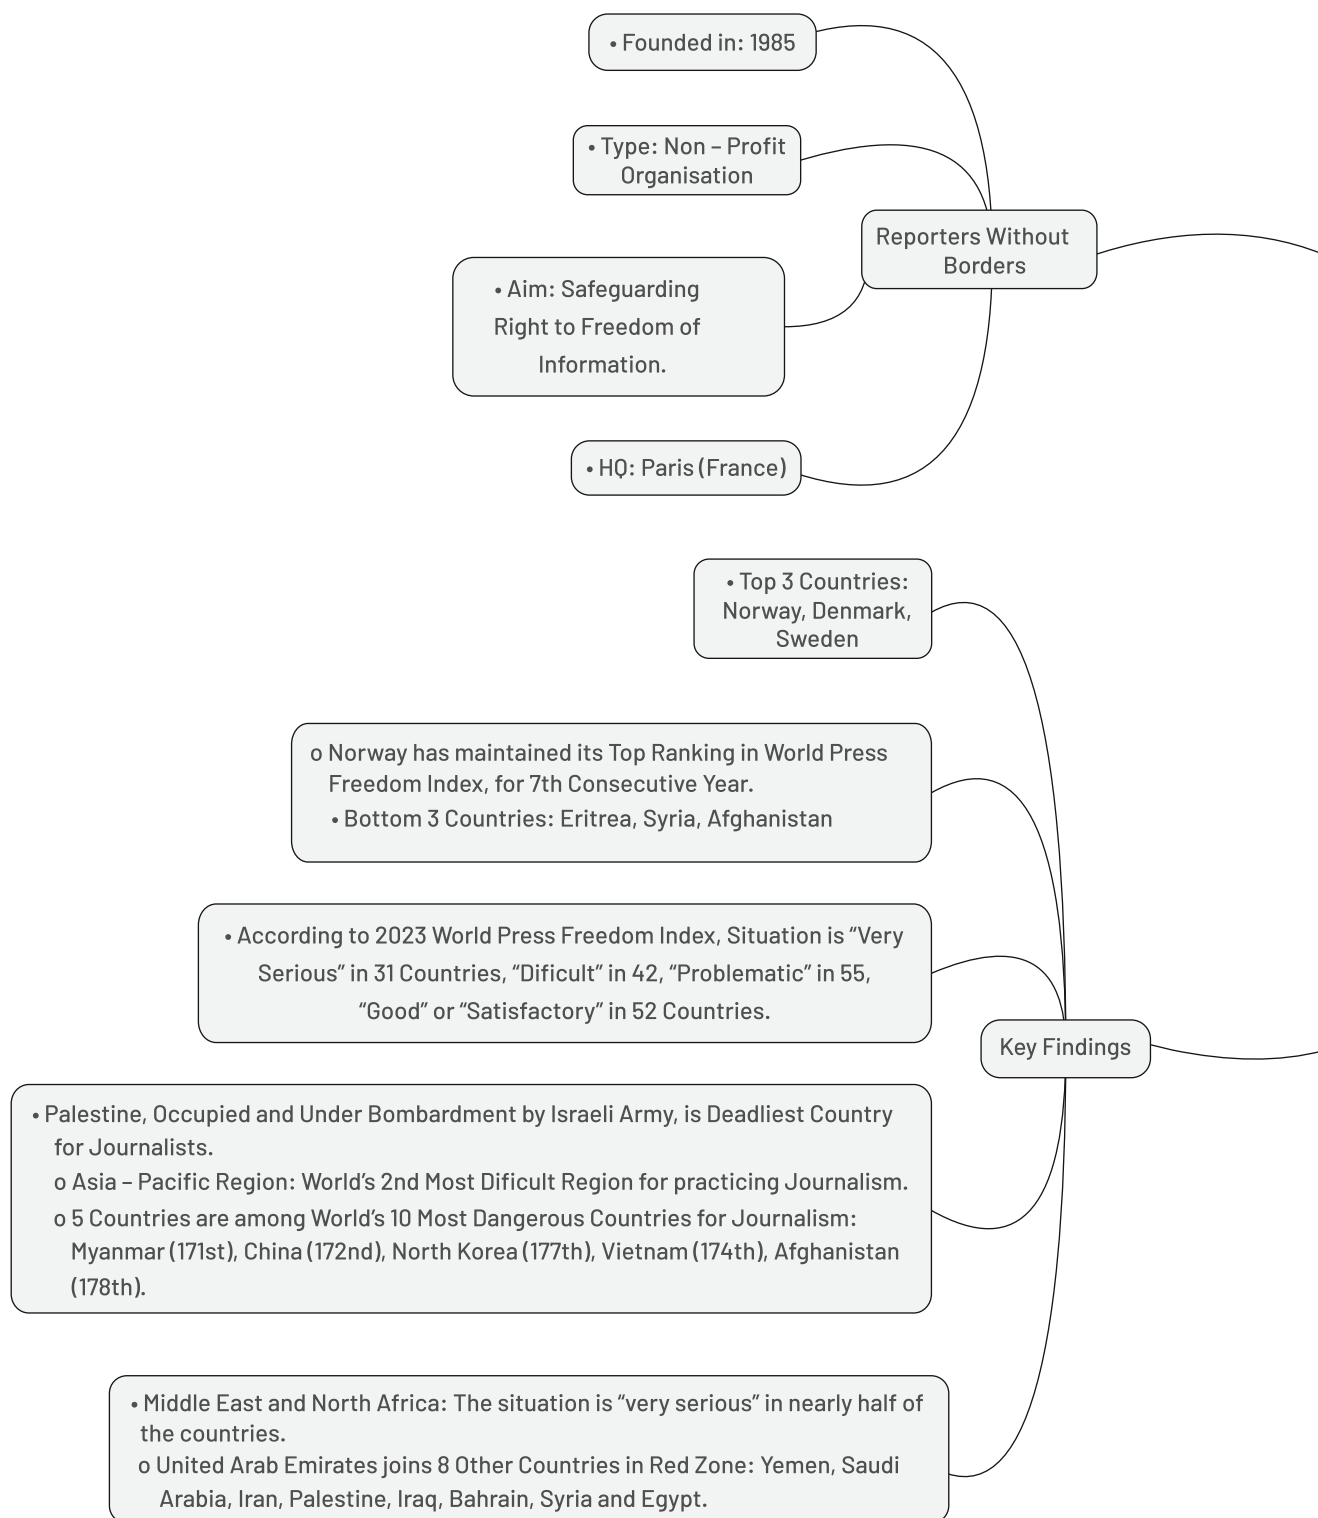 • Founded in: 1985
• Type: Non – Profit
Organisation
Reporters Without
Borders
• Aim: Safeguarding
Right to Freedom of
Information.
• HQ: Paris (France)
• Top 3 Countries:
Norway, Denmark,
Sweden
o Norway has maintained its Top Ranking in World Press
Freedom Index, for 7th Consecutive Year.
• Bottom 3 Countries: Eritrea, Syria, Afghanistan
• According to 2023 World Press Freedom Index, Situation is “Very
Serious” in 31 Countries, “Dificult” in 42, “Problematic” in 55,
“Good” or “Satisfactory” in 52 Countries.
Key Findings
• Palestine, Occupied and Under Bombardment by Israeli Army, is Deadliest Country
for Journalists.
o Asia – Pacific Region: World’s 2nd Most Dificult Region for practicing Journalism.
o 5 Countries are among World’s 10 Most Dangerous Countries for Journalism:
Myanmar (171st), China (172nd), North Korea (177th), Vietnam (174th), Afghanistan
(178th).
• Middle East and North Africa: The situation is “very serious” in nearly half of
the countries.
o United Arab Emirates joins 8 Other Countries in Red Zone: Yemen, Saudi
Arabia, Iran, Palestine, Iraq, Bahrain, Syria and Egypt.